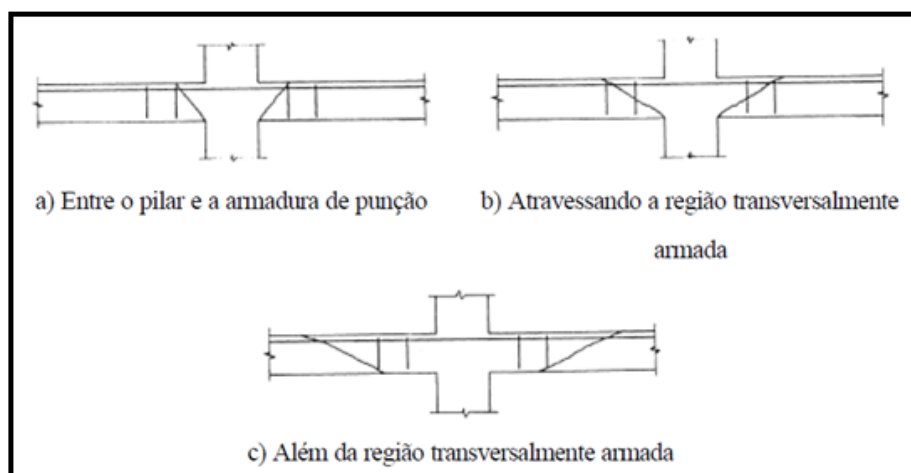 a) Entre o pilar e a armadura de punção
b) Atravessando a região transversalmente
armada
c) Além da região transversalmente armada